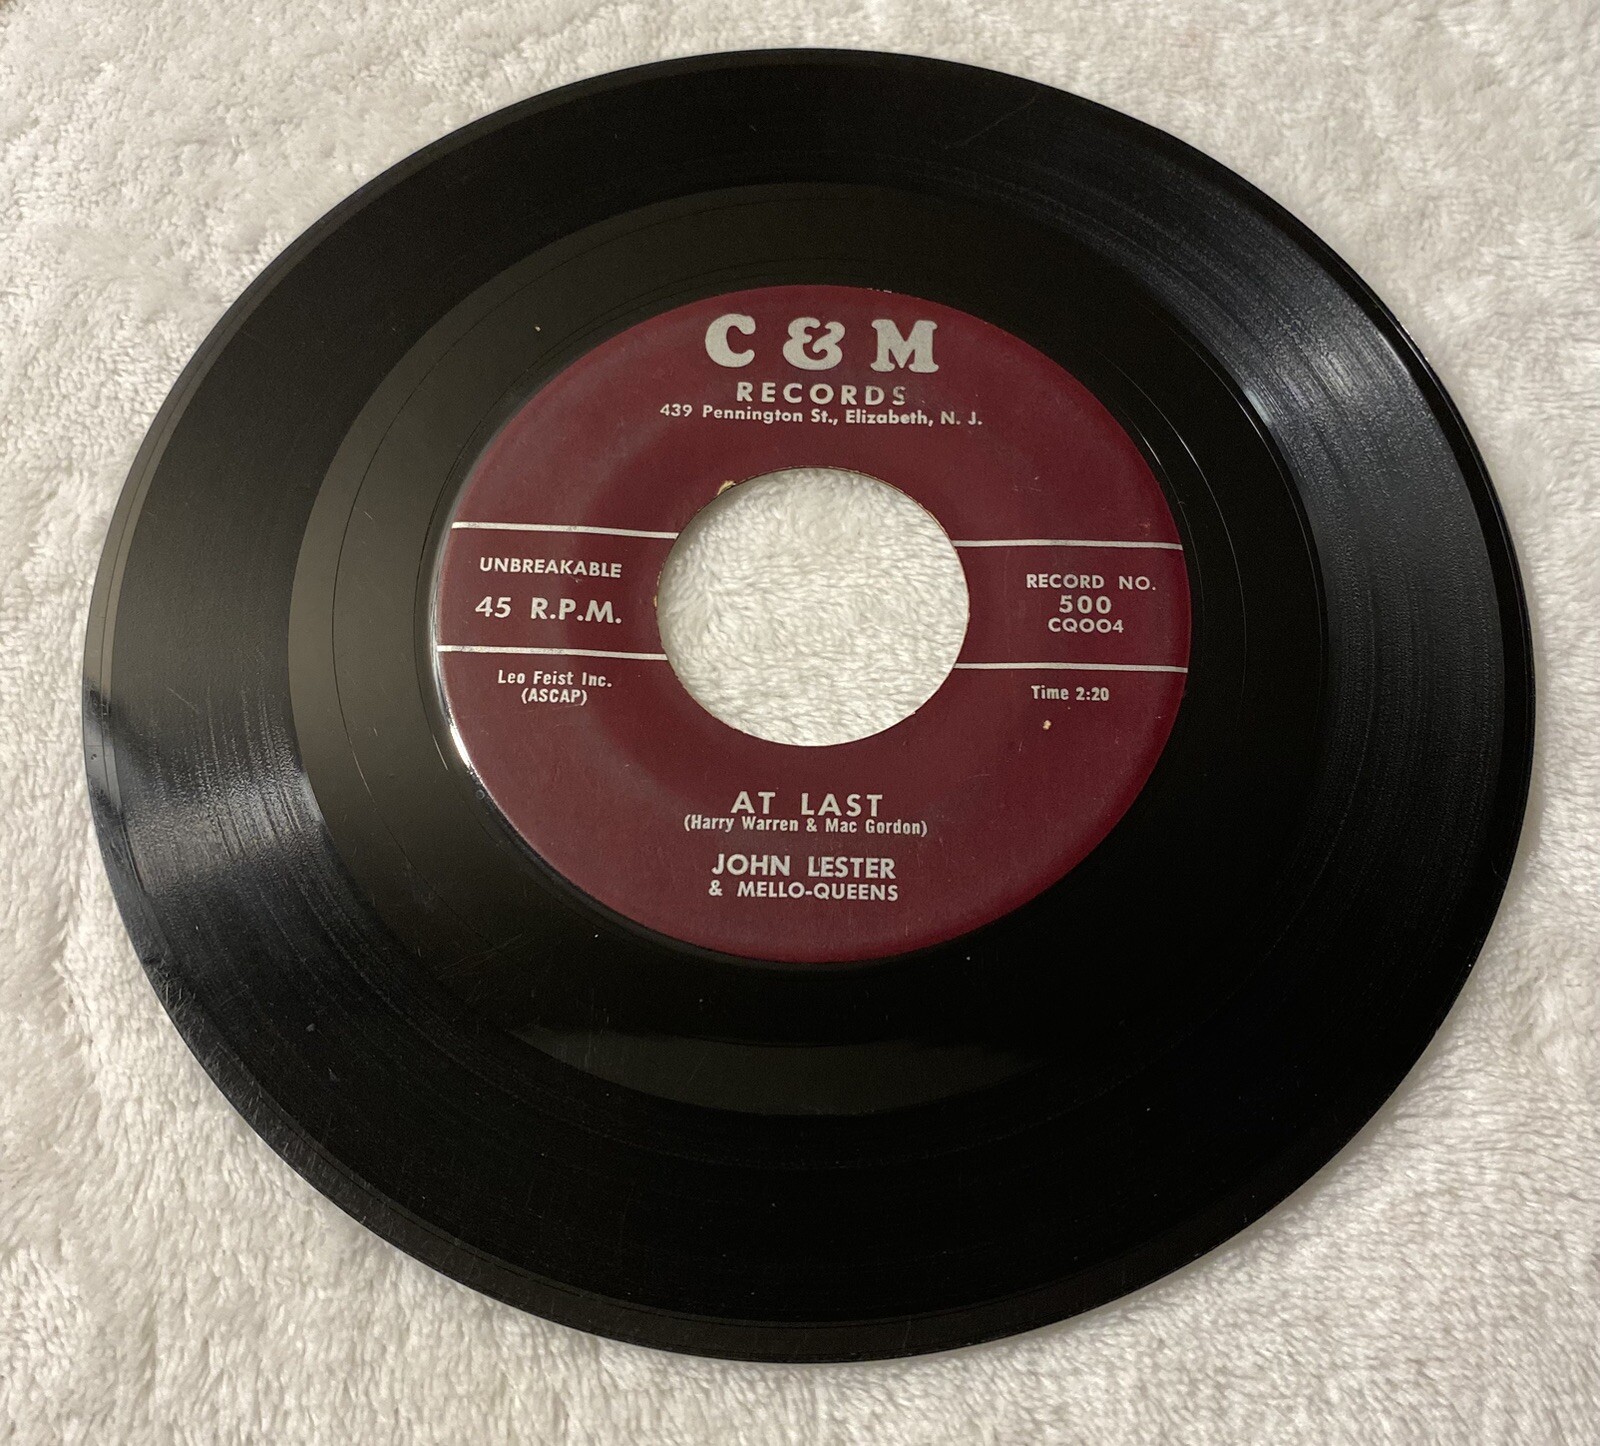 C & M
RECORDS
439 Pennington St., Elizabeth, N. J.
UNBREAKABLE
45 R.P.M.
RECORD NO.
500
CQOO4
Leo Feist Inc.
(ASCAP)
Time 2:20
AT LAST
(Harry Warren & Mac Gordon)
JOHN LESTER
& MELLO-QUEENS